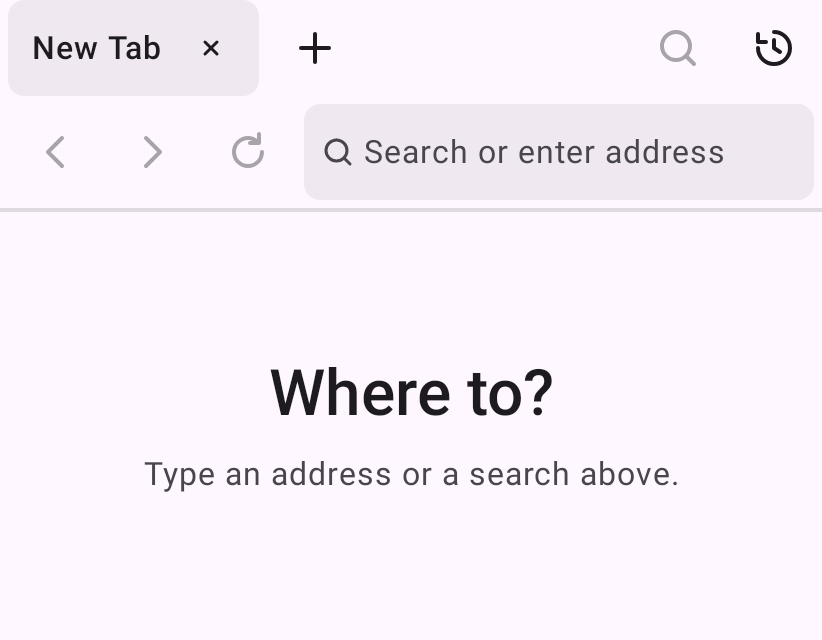 New Tab
Search or enter address
Where to?
Type an address or a search above.